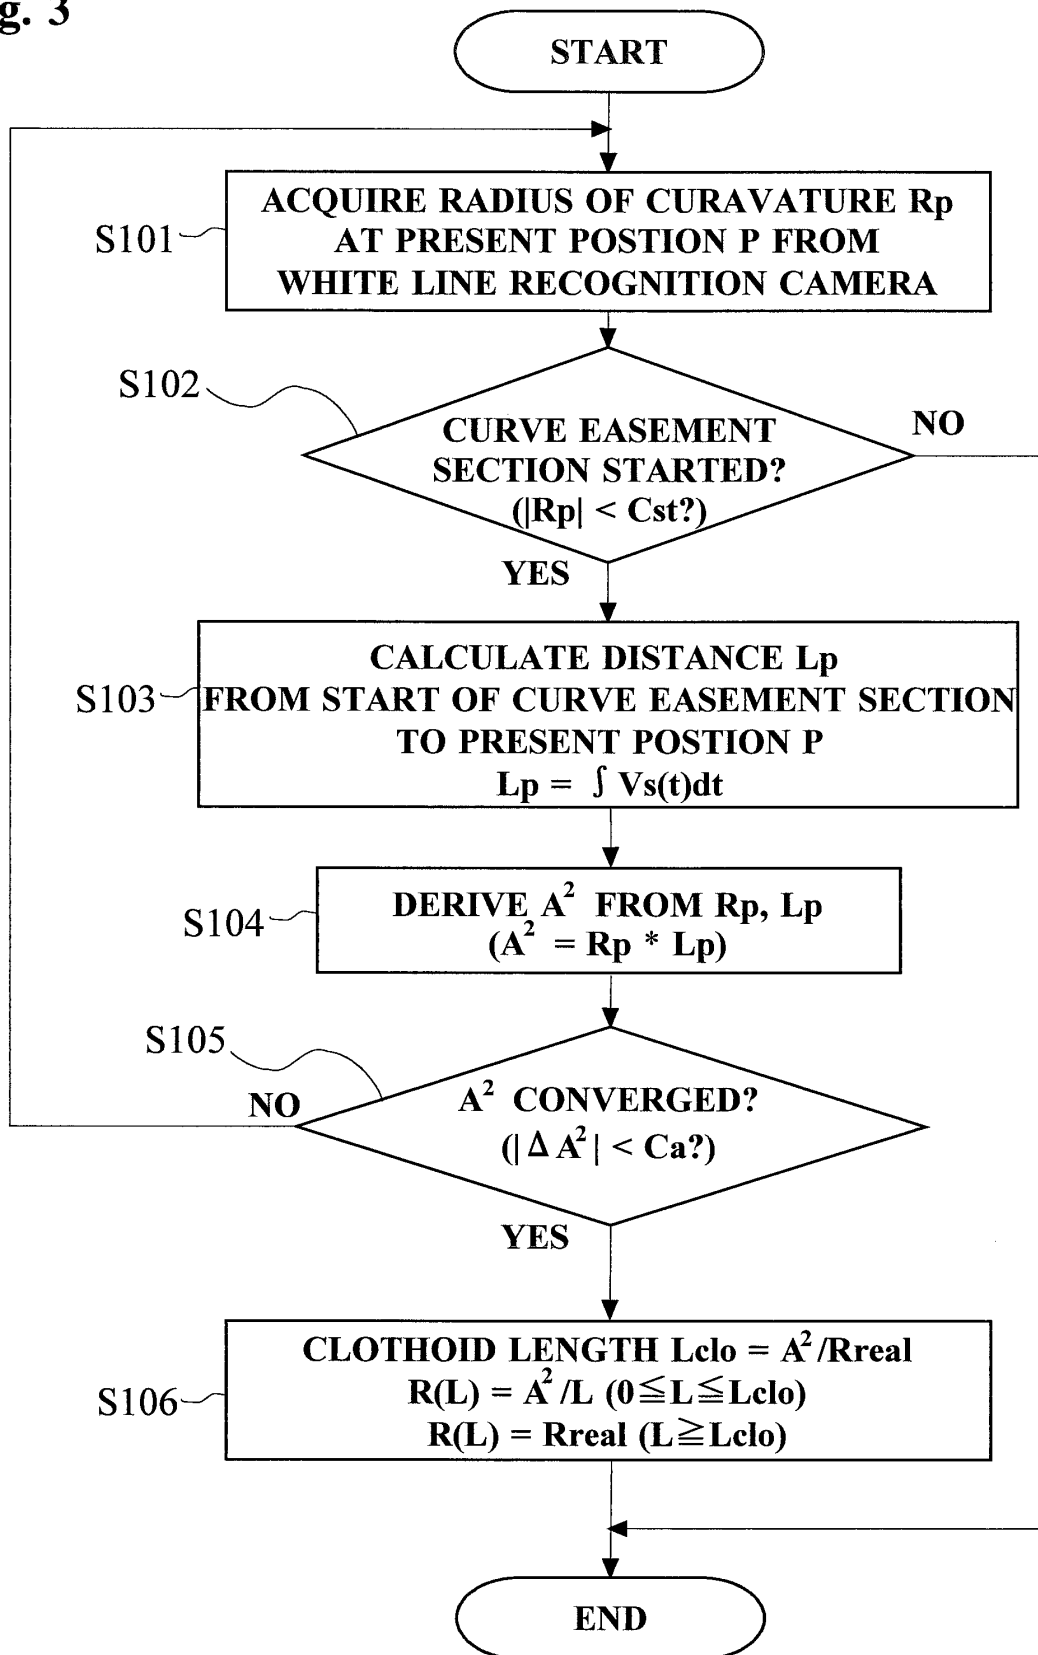 g. 3
START
ACQUIRE RADIUS OF CURAVATURE Rp
S101
AT PRESENT POSTION P FROM
WHITE LINE RECOGNITION CAMERA
S102
NO
CURVE EASEMENT
SECTION STARTED?
(|Rp| < Cst?)
YES
CALCULATE DISTANCE Lp
S103
FROM START OF CURVE EASEMENT SECTION
TO PRESENT POSTION P
Lp = ∫ Vs(t)dt
DERIVE A² FROM Rp, Lp
S104
(A² = Rp * Lp)
S105
NO
A² CONVERGED?
(|Δ A²| < Ca?)
YES
CLOTHOID LENGTH Lclo = A²/Rreal
S106
R(L) = A²/L (0≦L≦Lclo)
R(L) = Rreal (L≧Lclo)
END